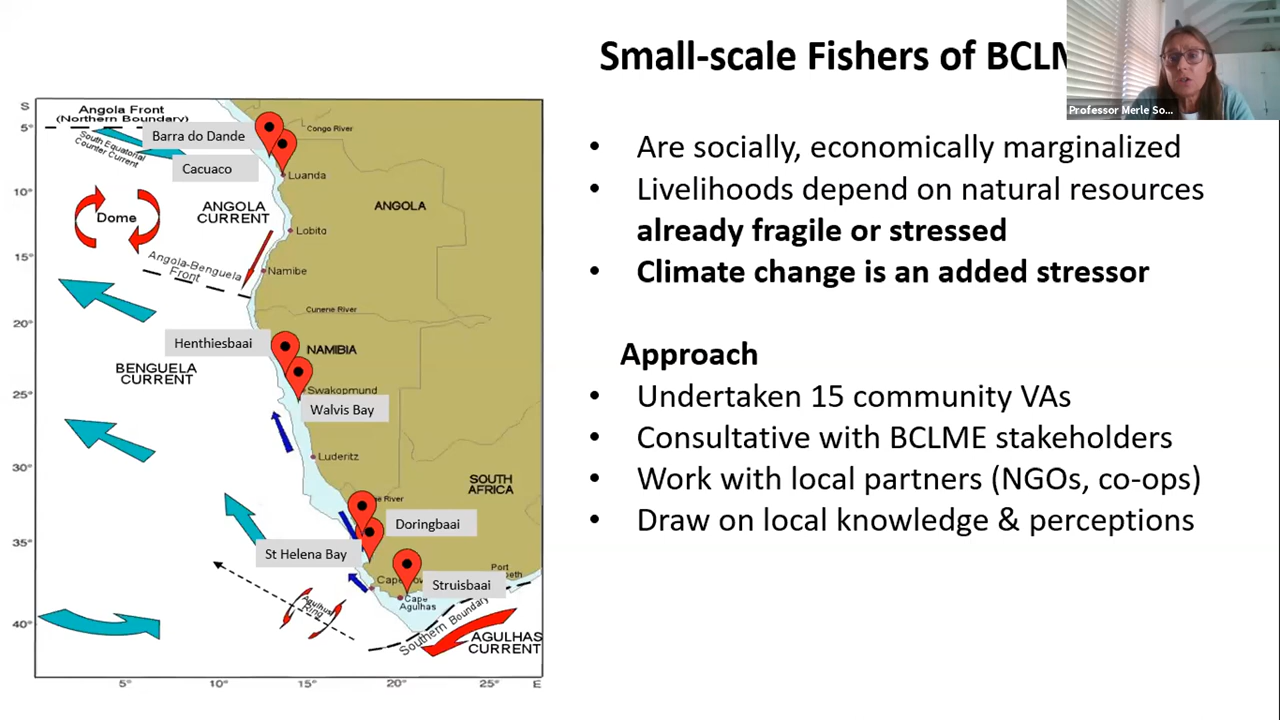 Small-scale Fishers of BCLM
Professor Merle So...
• Are socially, economically marginalized
• Livelihoods depend on natural resources
already fragile or stressed
• Climate change is an added stressor
Approach
• Undertaken 15 community VAs
• Consultative with BCLME stakeholders
• Work with local partners (NGOs, co-ops)
• Draw on local knowledge & perceptions
S
5°
10°
15°
20°
25°
30°
35°
40°
Angola Front
(Northern Boundary)
South Equatorial
Counter Current
Barra do Dande
Cacuaco
Congo River
Luanda
Dome
ANGOLA
CURRENT
ANGOLA
Lobito
Angola-Benguela
Front
Namibe
Cunene River
Henthiesbaai
NAMIBIA
BENGUELA
CURRENT
Swakopmund
Walvis Bay
Luderitz
SOUTH
AFRICA
River
Doringbaai
St Helena Bay
Port
Struisbaai
Cape
Agulhas
Agulhas
Ring
Southern Boundary
AGULHAS
CURRENT
5°
10°
15°
20°
25°
E